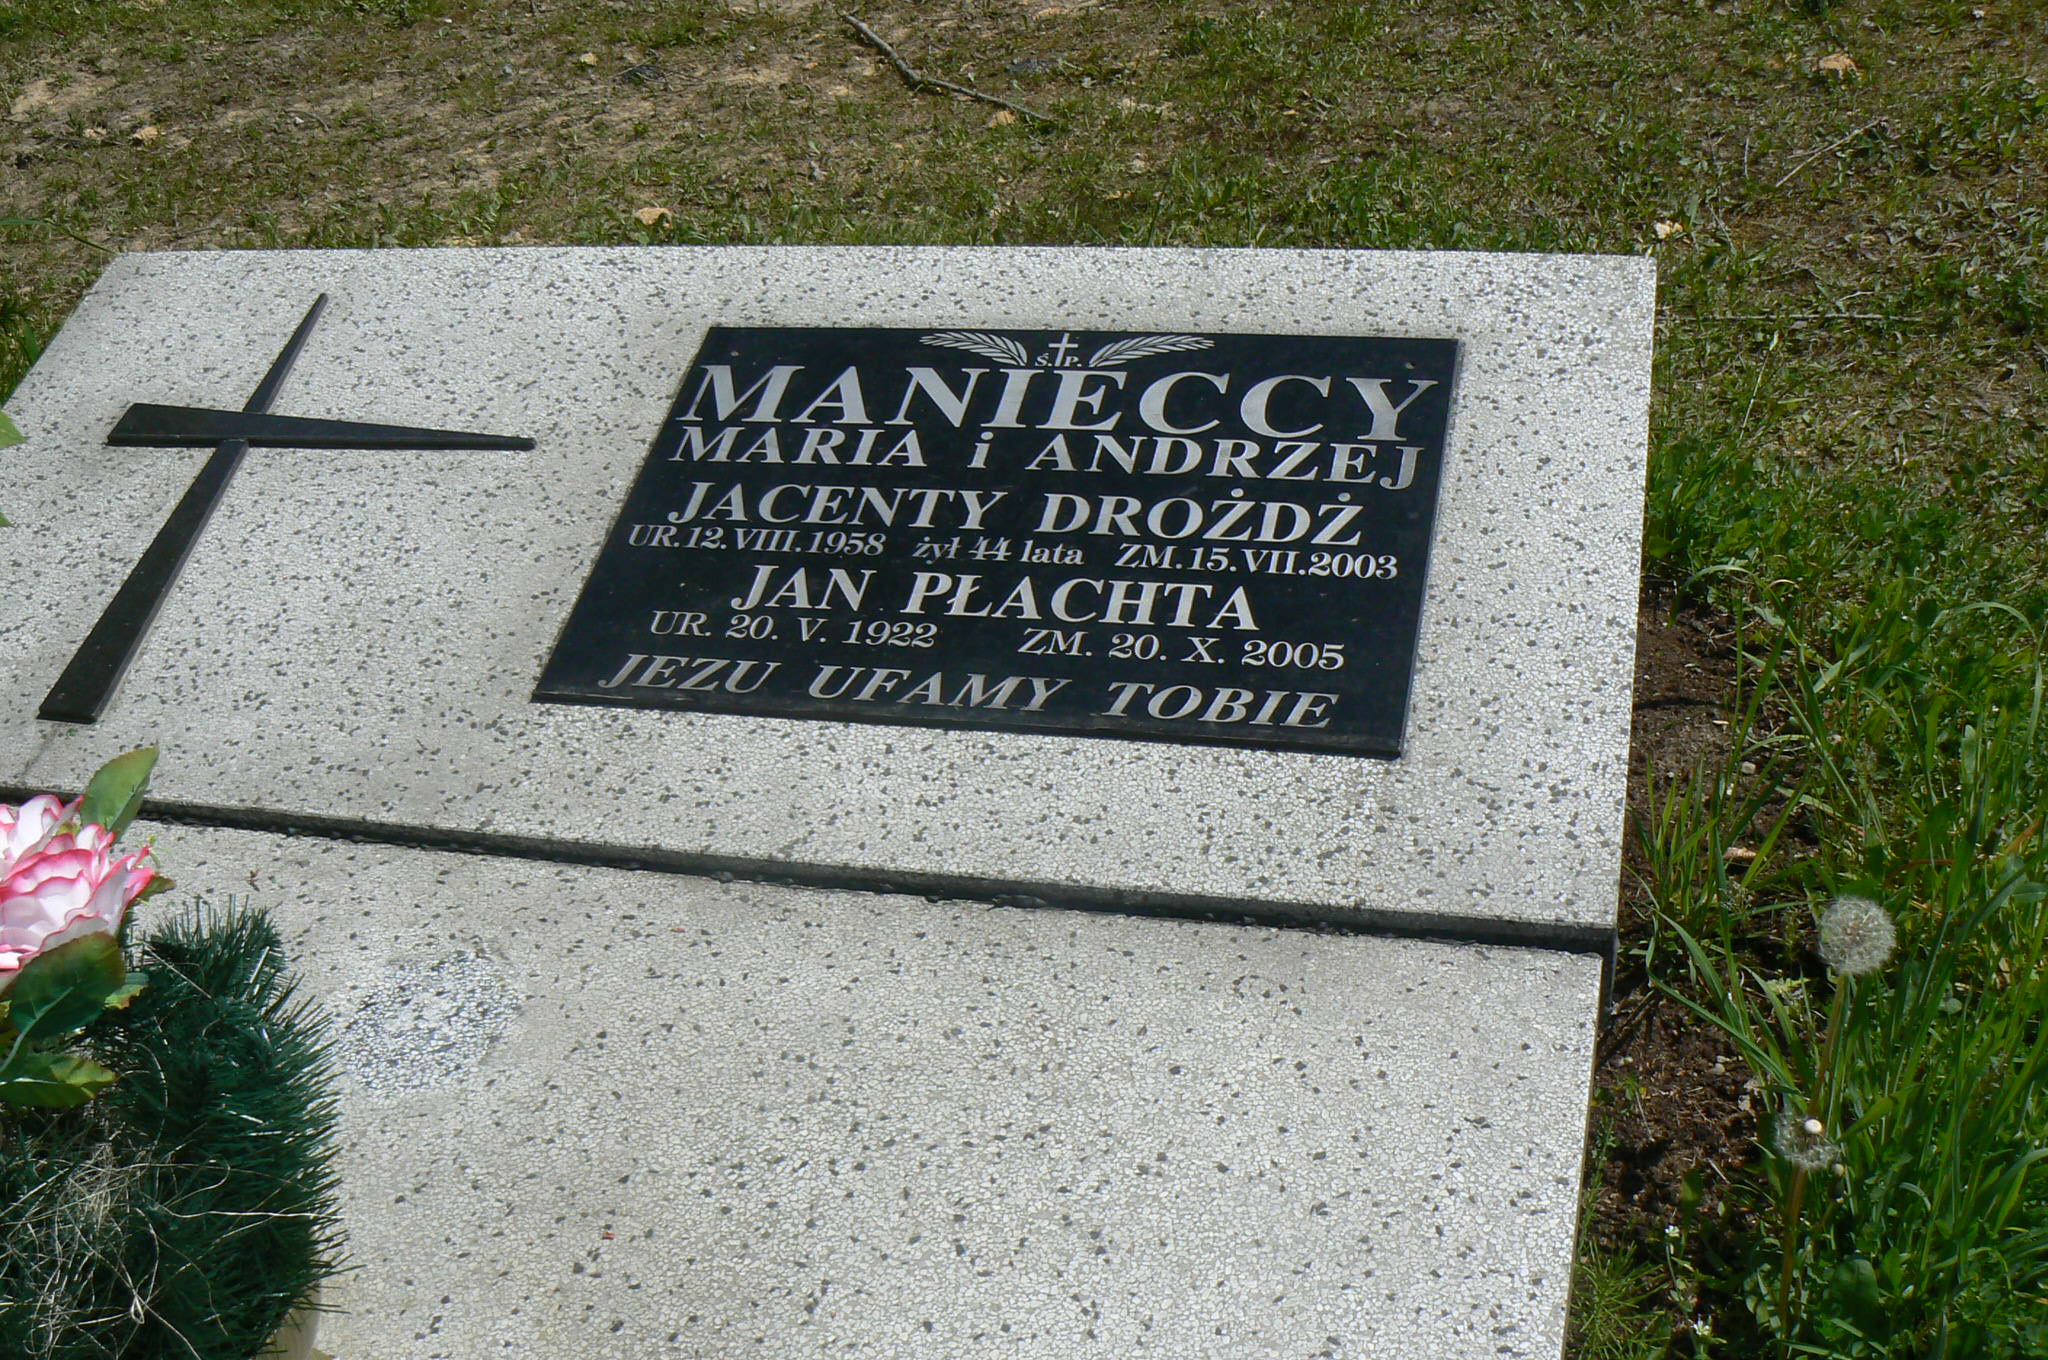 Ś. P.
MANIECCY
MARIA i ANDRZEJ
JACENTY DROŻDŻ
UR.12.VIII.1958 żył 44 lata ZM.15.VII.2003
JAN PŁACHTA
UR. 20. V. 1922 ZM. 20. X. 2005
JEZU UFAMY TOBIE